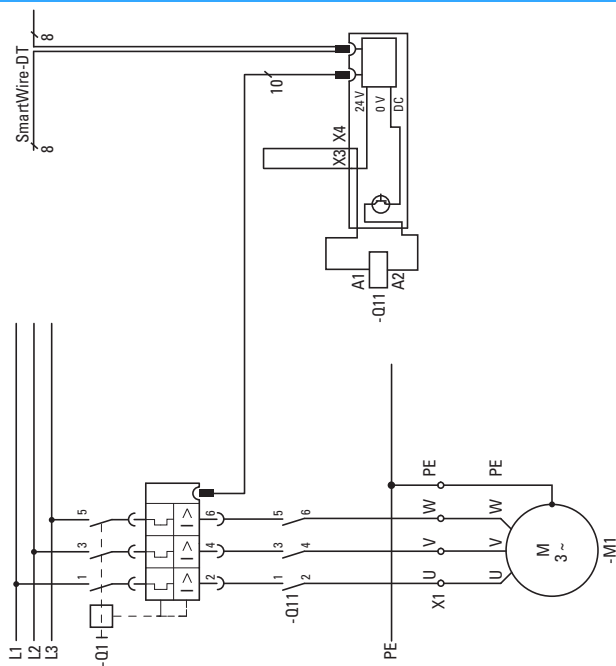 SmartWire-DT
8
8
10
24 V
0 V
DC
X3 X4
A1
A2
-Q11
L1
L2
L3
-Q1
1 3 5
I> I> I>
2 4 6
-Q11
1 3 5
2 4 6
PE
X1
U V W PE
U V W PE
M
3 ~
-M1